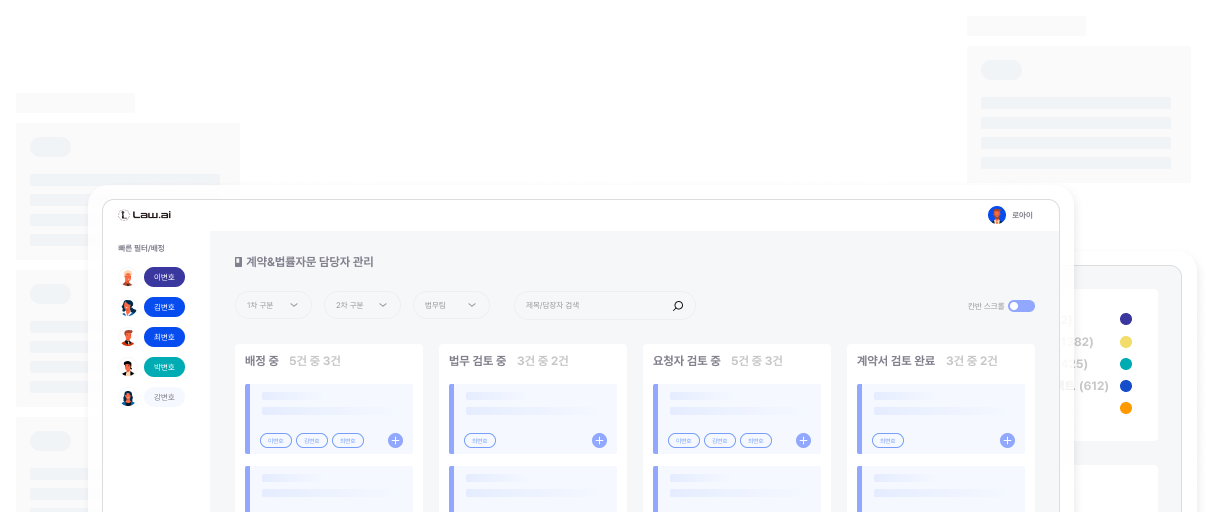 Law.ai
로아이
빠른 필터/배정
이변호
김변호
최변호
박변호
강변호
계약&법률자문 담당자 관리
1차 구분
2차 구분
법무팀
제목/담장자 검색
칸반 스크롤
배정 중 5건 중 3건
법무 검토 중 3건 중 2건
요청자 검토 중 5건 중 3건
계약서 검토 완료 3건 중 2건
이변호 김변호 최변호
최변호
이변호 김변호 최변호
최변호
82)
25)
(612)